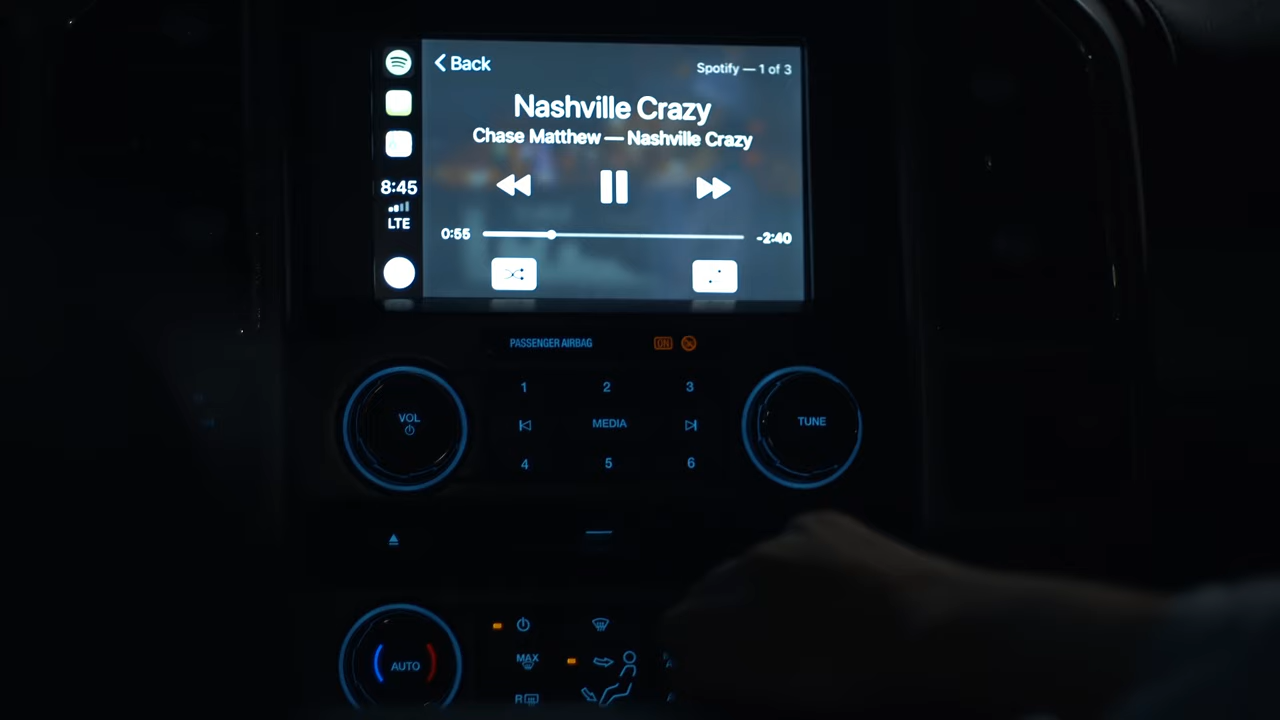 Back
Spotify — 1 of 3
Nashville Crazy
Chase Matthew — Nashville Crazy
8:45
LTE
0:55
-2:40
PASSENGER AIRBAG
ON
1
2
3
VOL
MEDIA
TUNE
4
5
6
AUTO
MAX
R